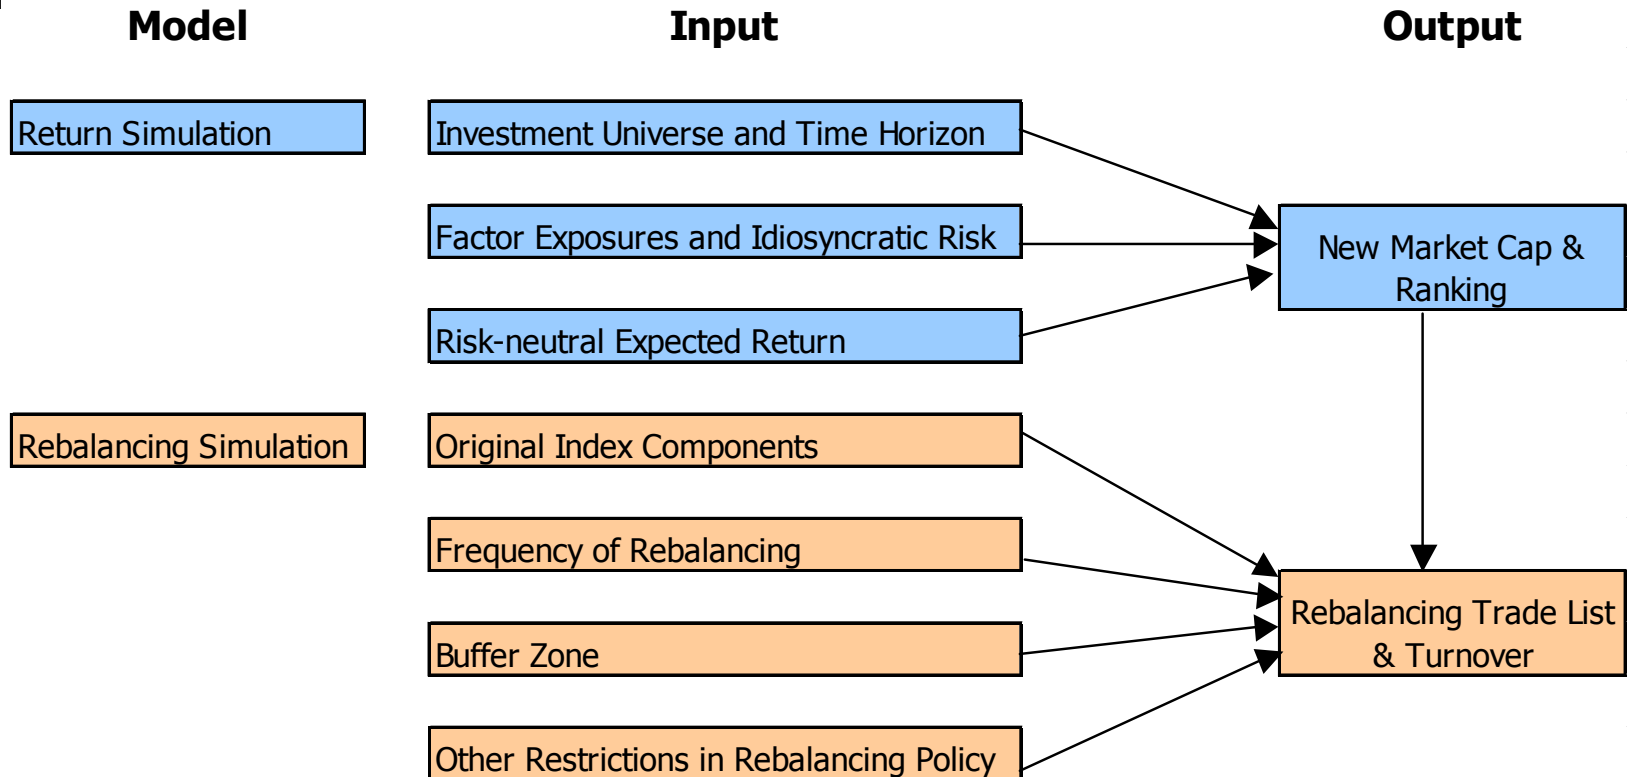 Model
Input
Output
Return Simulation
Investment Universe and Time Horizon
Factor Exposures and Idiosyncratic Risk
New Market Cap &
Ranking
Risk-neutral Expected Return
Rebalancing Simulation
Original Index Components
Frequency of Rebalancing
Rebalancing Trade List
& Turnover
Buffer Zone
Other Restrictions in Rebalancing Policy